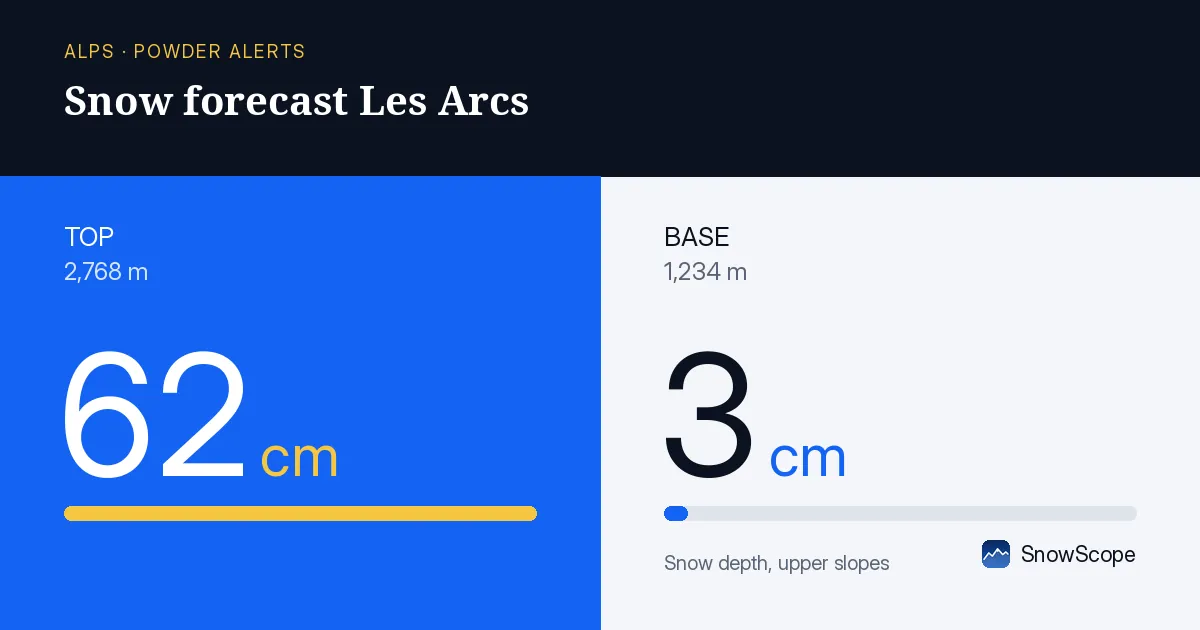 ALPS · POWDER ALERTS
Snow forecast Les Arcs
TOP
2,768 m
62 cm
BASE
1,234 m
3 cm
Snow depth, upper slopes
SnowScope